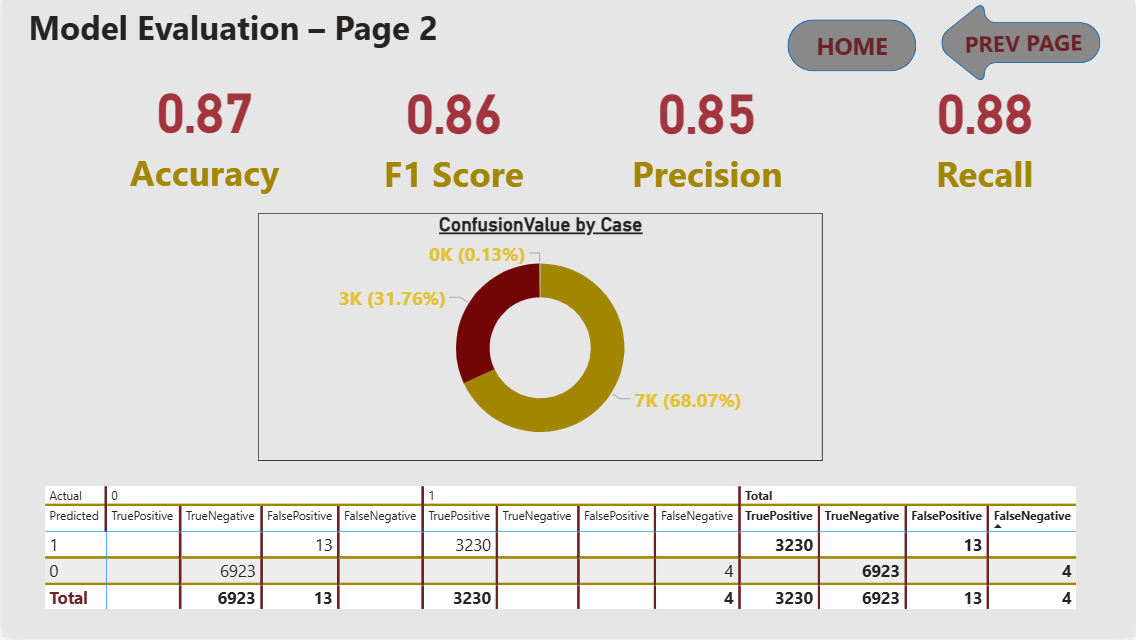 Model Evaluation – Page 2
HOME
PREV PAGE
0.87
0.86
0.85
0.88
Accuracy
F1 Score
Precision
Recall
ConfusionValue by Case
0K (0.13%)
3K (31.76%)
7K (68.07%)
Actual 0 1 Total
Predicted TruePositive TrueNegative FalsePositive FalseNegative TruePositive TrueNegative FalsePositive FalseNegative TruePositive TrueNegative FalsePositive FalseNegative
1 13 3230 3230 13
0 6923 4 6923 4
Total 6923 13 3230 4 3230 6923 13 4